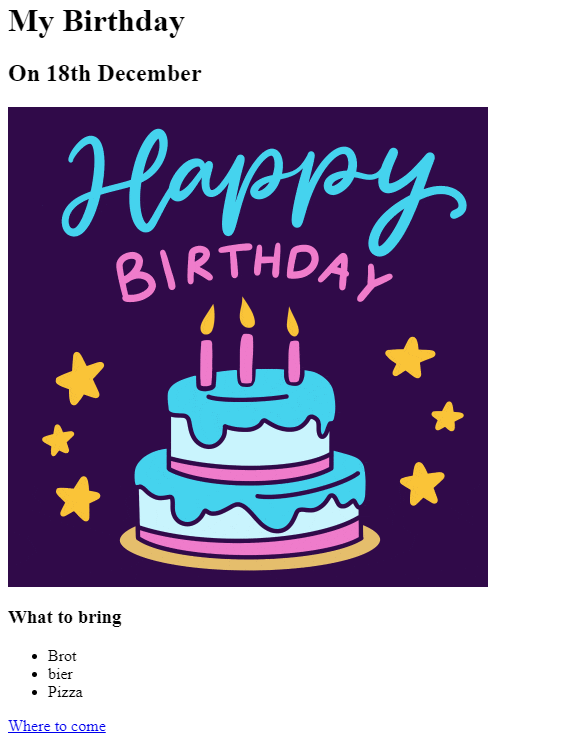 My Birthday
On 18th December
Happy
BIRTHDAY
What to bring
Brot
bier
Pizza
Where to come